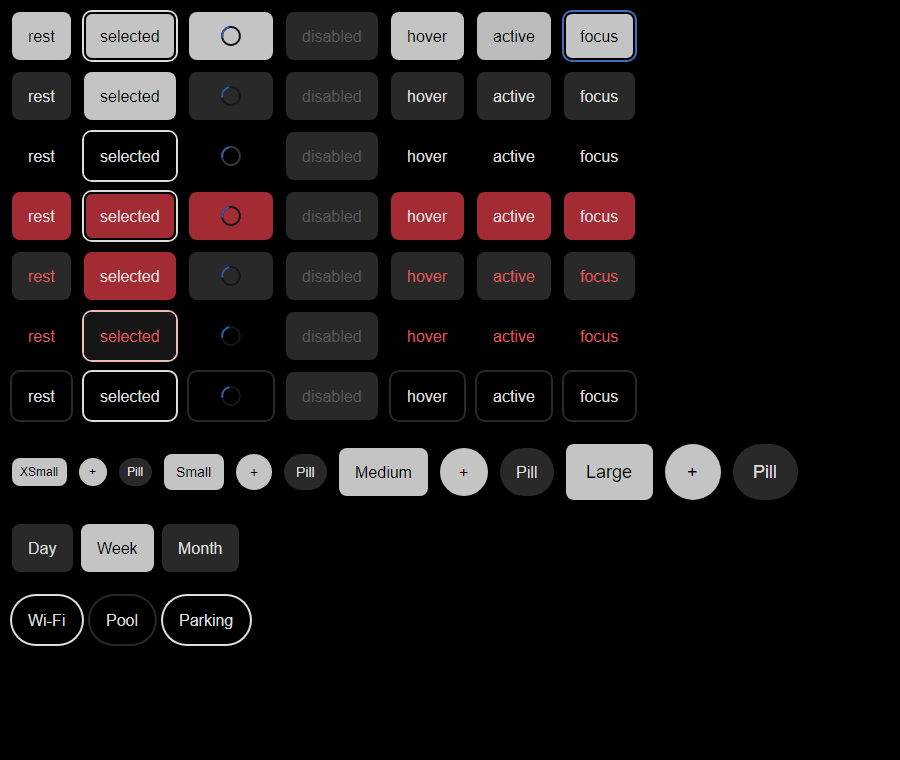 rest selected disabled hover active focus
rest selected disabled hover active focus
rest selected disabled hover active focus
rest selected disabled hover active focus
rest selected disabled hover active focus
rest selected disabled hover active focus
rest selected disabled hover active focus
XSmall + Pill Small + Pill Medium + Pill Large + Pill
Day Week Month
Wi-Fi Pool Parking